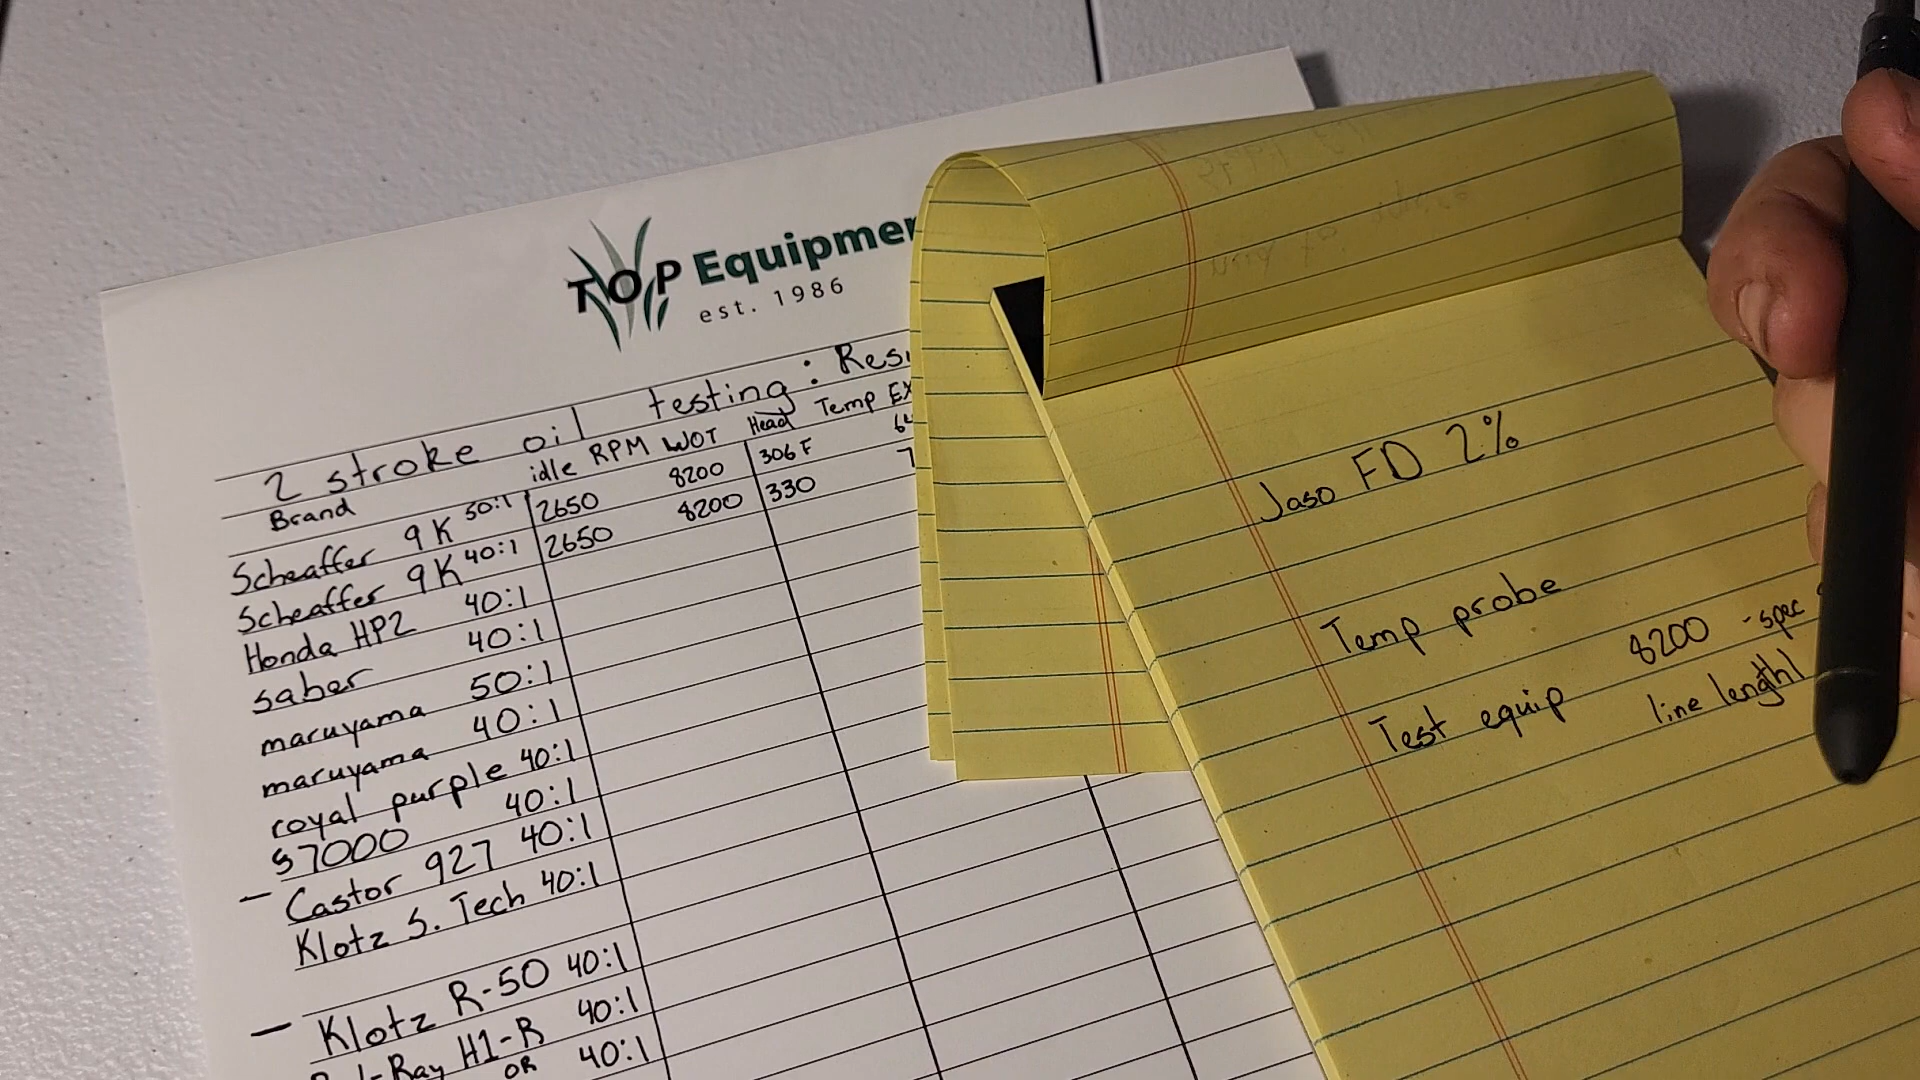 TOP Equipmen
est. 1986
2 stroke oil testing: Res
Brand idle RPM WOT Head Temp EX
Scheaffer 9K 50:1 2650 8200 306 F
Scheaffer 9K 40:1 2650 8200 330 7
Honda HP2 40:1
saber 40:1
maruyama 50:1
maruyama 40:1
royal purple 40:1
S7000 40:1
- Castor 927 40:1
Klotz S. Tech 40:1
- Klotz R-50 40:1
-Ray H1-R 40:1
OR 40:1
Jaso FD 2%
Temp probe
Test equip 8200 - spec
line length